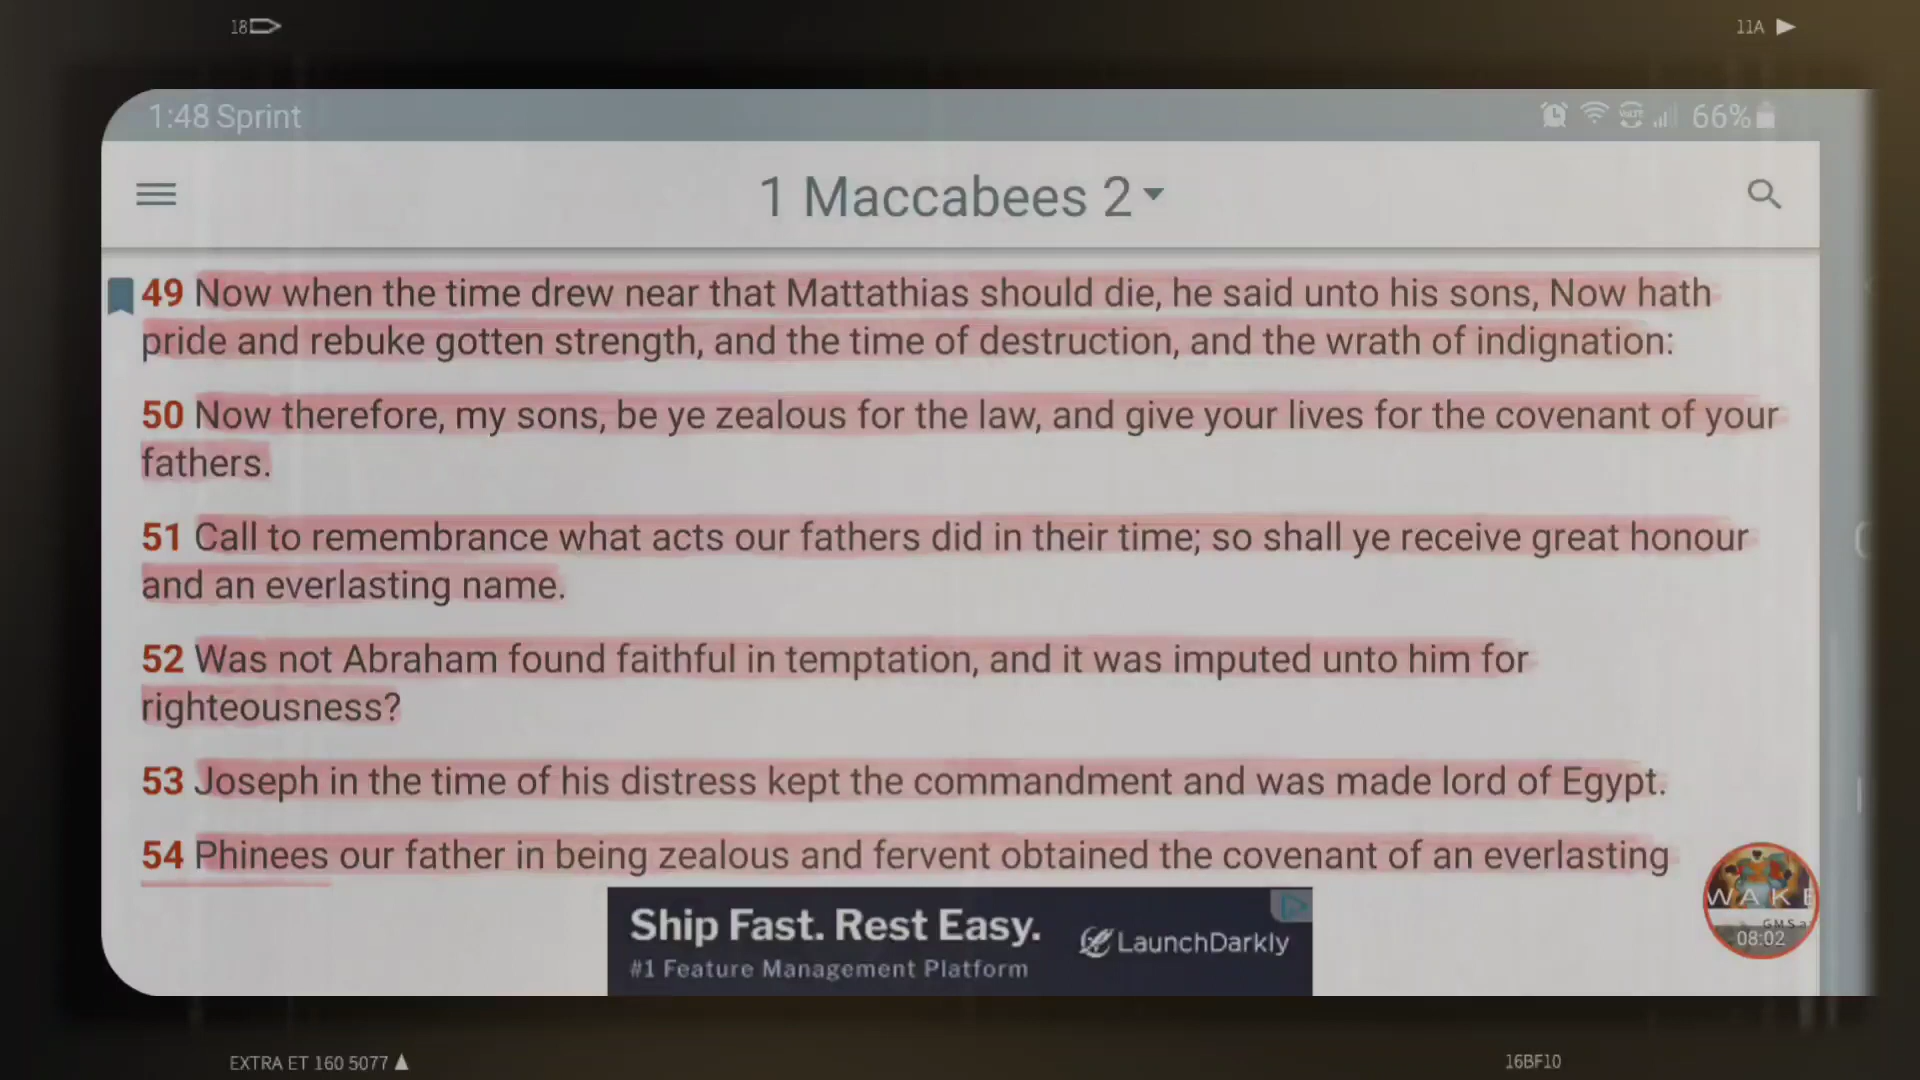 18
11A
1:48 Sprint
66%
1 Maccabees 2
49 Now when the time drew near that Mattathias should die, he said unto his sons, Now hath
pride and rebuke gotten strength, and the time of destruction, and the wrath of indignation:
50 Now therefore, my sons, be ye zealous for the law, and give your lives for the covenant of your
fathers.
51 Call to remembrance what acts our fathers did in their time; so shall ye receive great honour
and an everlasting name.
52 Was not Abraham found faithful in temptation, and it was imputed unto him for
righteousness?
53 Joseph in the time of his distress kept the commandment and was made lord of Egypt.
54 Phinees our father in being zealous and fervent obtained the covenant of an everlasting
Ship Fast. Rest Easy.
LaunchDarkly
#1 Feature Management Platform
WAKE
08:02
EXTRA ET 160 5077
16BF10